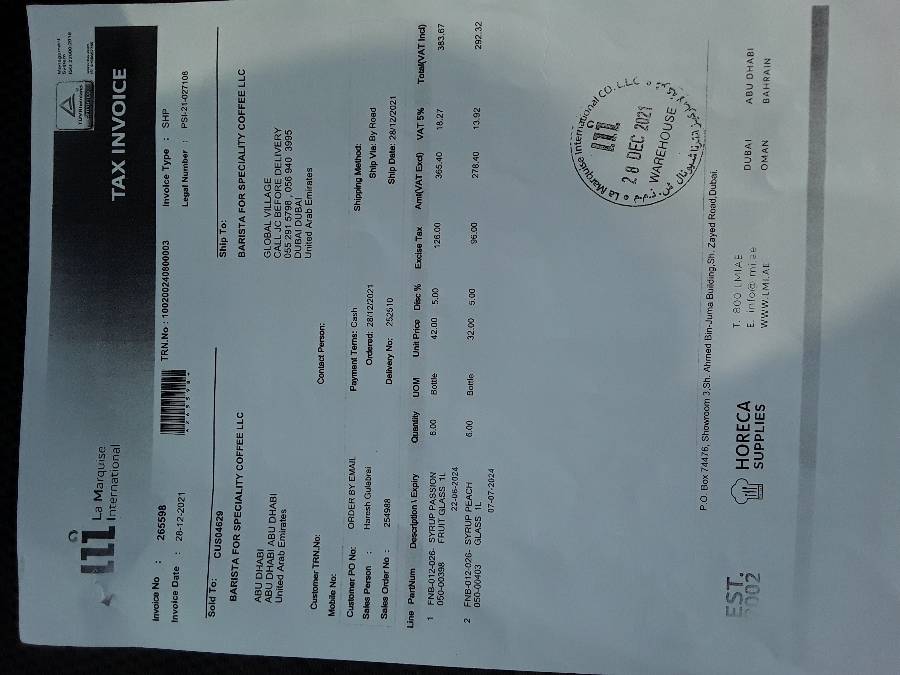 La Marquise
International
TAX INVOICE
Management
System
Invoice No : 265598
Invoice Date : 28-12-2021
TRN.No : 100200240800003
Invoice Type : SHP
Legal Number : PSI-21-027106
Sold To: CUS04629
BARISTA FOR SPECIALITY COFFEE LLC
ABU DHABI
ABU DHABI ABU DHABI
United Arab Emirates
Ship To:
BARISTA FOR SPECIALITY COFFEE LLC
GLOBAL VILLAGE
CALL JC BEFORE DELIVERY
055 291 5798 , 056 940 3995
DUBAI DUBAI
United Arab Emirates
Customer TRN.No:
Mobile No:
Contact Person:
Customer PO No: ORDER BY EMAIL
Sales Person : Haresh Gulabrai
Sales Order No : 254988
Payment Terms: Cash
Ordered: 28/12/2021
Delivery No: 252510
Shipping Method:
Ship Via: By Road
Ship Date: 28/12/2021
Line PartNum Description \ Expiry Quantity UOM Unit Price Disc % Excise Tax Amt(VAT Excl) VAT 5% Total(VAT Incl)
1 FNB-012-026- SYRUP PASSION 6.00 Bottle 42.00 5.00 126.00 365.40 18.27 383.67
050-00398 FRUIT GLASS 1L
22-06-2024
2 FNB-012-026- SYRUP PEACH 6.00 Bottle 32.00 5.00 96.00 278.40 13.92 292.32
050-00403 GLASS 1L
07-07-2024
La Marquise International CO. L.L.C
28 DEC 2021
WAREHOUSE
P.O. Box 74476, Showroom 3,Sh. Ahmed Bin-Juma Building,Sh. Zayed Road,Dubai.
EST.
2002
HORECA
SUPPLIES
T. 800 LMIAE
E. info@lmi.ae
WWW.LMI.AE
DUBAI ABU DHABI
OMAN BAHRAIN